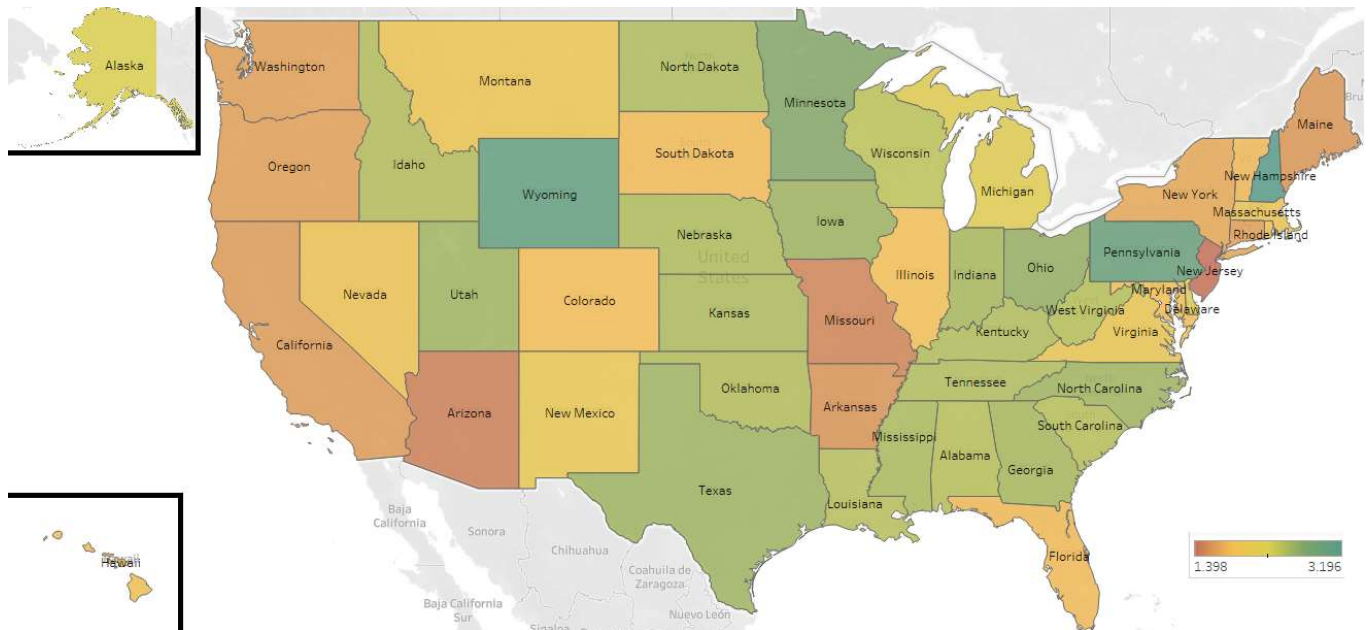 Alaska
Washington
Montana
North Dakota
Minnesota
Maine
Oregon
Idaho
Wyoming
South Dakota
Wisconsin
Michigan
New York
New Hampshire
Massachusetts
Rhode Island
Iowa
Nebraska
United
States
Pennsylvania
New Jersey
Nevada
Utah
Colorado
Illinois
Indiana
Ohio
Maryland
Delaware
California
Kansas
Missouri
West Virginia
Kentucky
Virginia
Arizona
New Mexico
Oklahoma
Arkansas
Tennessee
North Carolina
South Carolina
Mississippi
Alabama
Georgia
Texas
Louisiana
Florida
Baja
California
Sonora
Chihuahua
Coahuila de
Zaragoza
Baja California
Sur
Sinaloa
Nuevo León
Hawaii
1.398
3.196